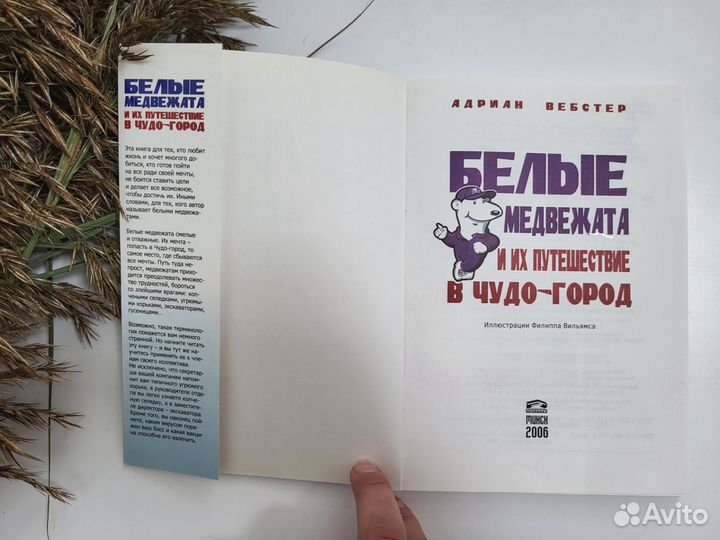 БЕЛЫЕ
МЕДВЕЖАТА
И ИХ ПУТЕШЕСТВИЕ
В ЧУДО-ГОРОД
Эта книга для тех, кто любит
жизнь и хочет многого до-
биться, кто готов пойти
на все ради своей мечты,
не боится ставить цели
и делает все возможное,
чтобы достичь их. Иными
словами, для тех, кого автор
называет белыми медвежа-
тами.
Белые медвежата смелые
и отважные. Их мечта –
попасть в Чудо-город, то
самое место, где сбываются
все мечты. Путь туда не-
прост, медвежатам прихо-
дится преодолевать множе-
ство трудностей, бороться
со злейшими врагами: коп-
чеными селедками, угрюмы-
ми хорьками, экскаваторами,
гусеницами...
Возможно, такая терминоло-
гия покажется вам немного
странной. Но начните читать
эту книгу – и вы тут же на-
учитесь применять ее к чле-
нам своего коллектива.
Не исключено, что секретар-
ша вашей компании напом-
нит вам типичного угрюмого
хорька, в руководителе отде-
ла вы легко узнаете копче-
ную селедку, а в заместите-
ле директора – экскаватора.
Кроме того, вы наконец пой-
мете, каким вирусом пора-
жен ваш босс и какая вакци-
на способна его излечить.
АДРИАН ВЕБСТЕР
БЕЛЫЕ
МЕДВЕЖАТА
И ИХ ПУТЕШЕСТВИЕ
В ЧУДО-ГОРОД
Иллюстрации Филиппа Вильямса
ПОПУРРИ
МИНСК
2006
Avito